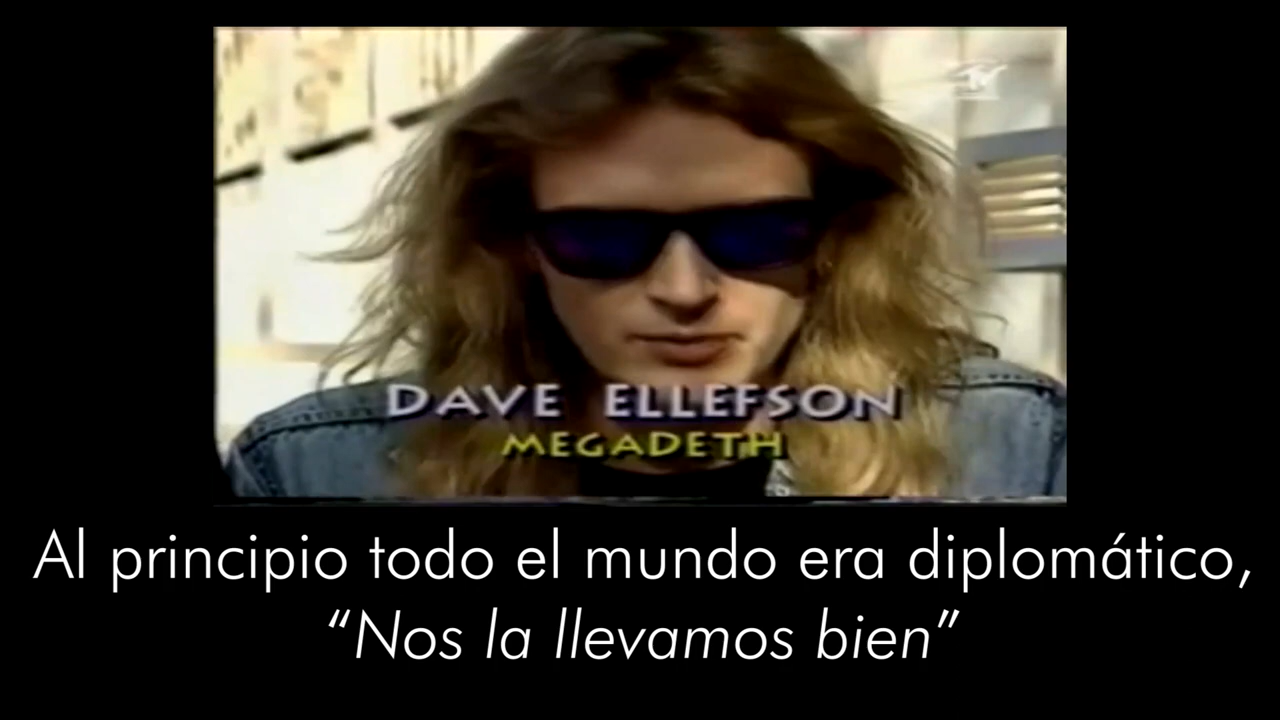 DAVE ELLEFSON
MEGADETH
Al principio todo el mundo era diplomático,
“Nos la llevamos bien”